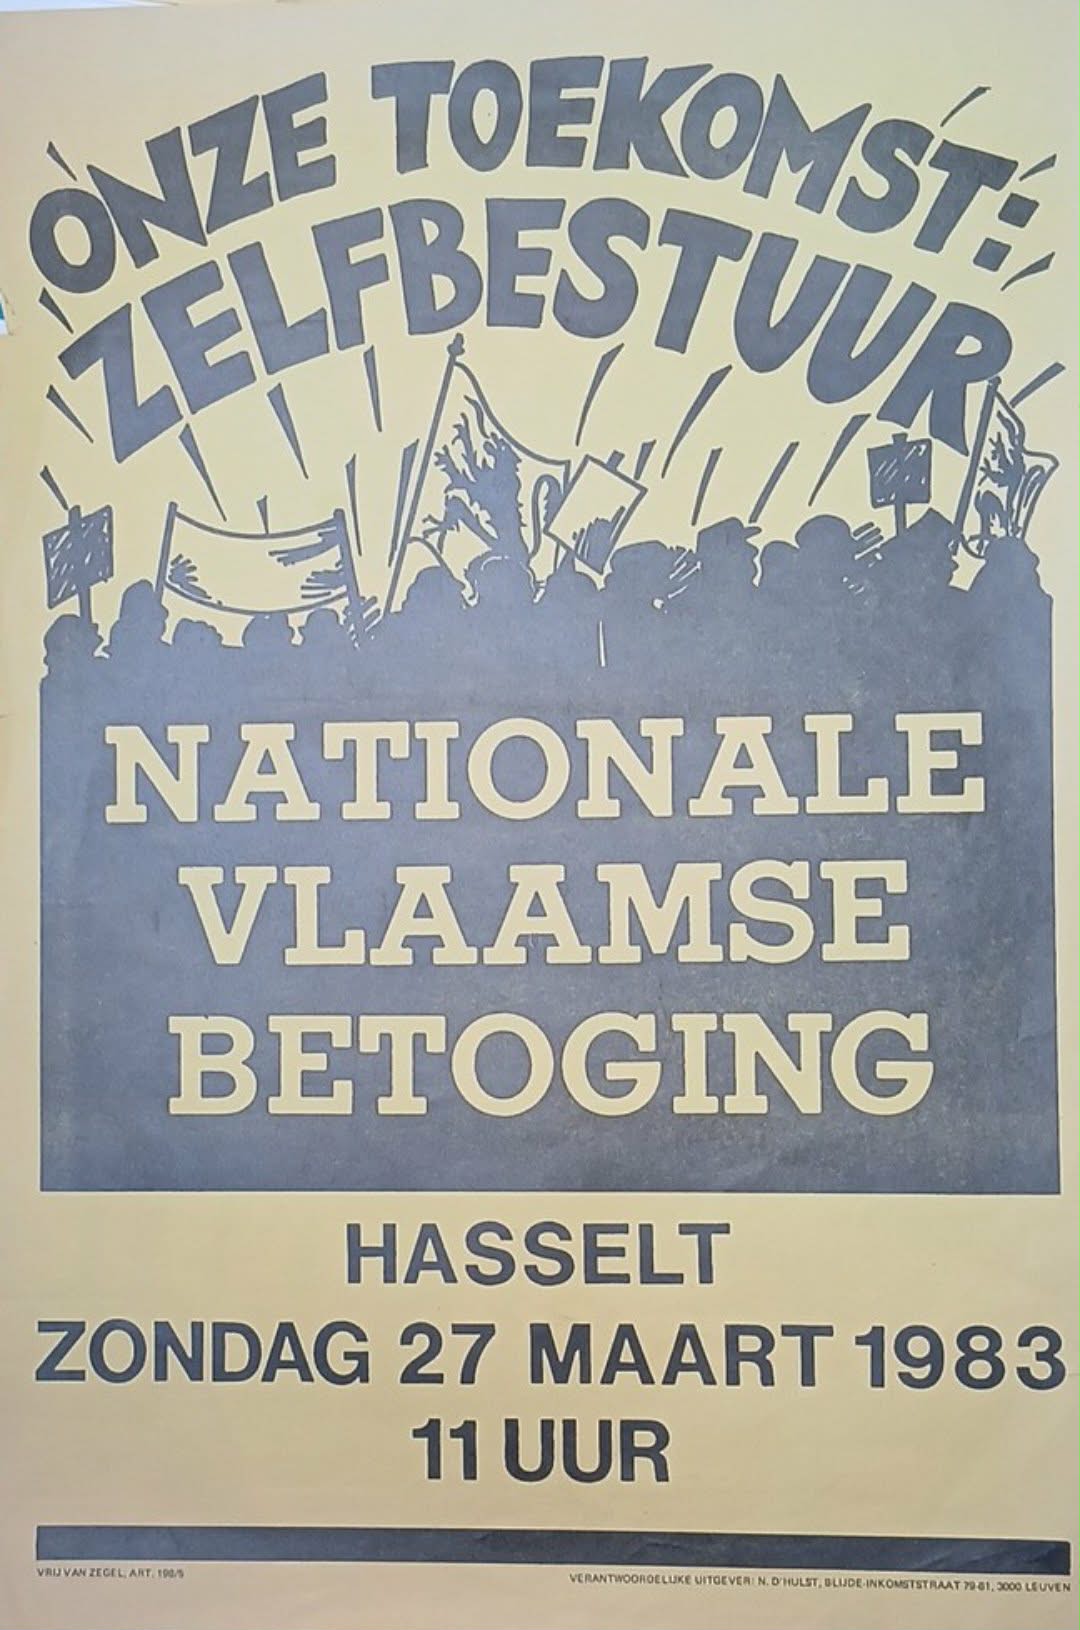 ONZE TOEKOMST:
ZELFBESTUUR
NATIONALE
VLAAMSE
BETOGING
HASSELT
ZONDAG 27 MAART 1983
11 UUR
VRIJ VAN ZEGEL, ART. 198/5
VERANTWOORDELIJKE UITGEVER: N. D'HULST, BLIJDE-INKOMSTSTRAAT 79-81, 3000 LEUVEN